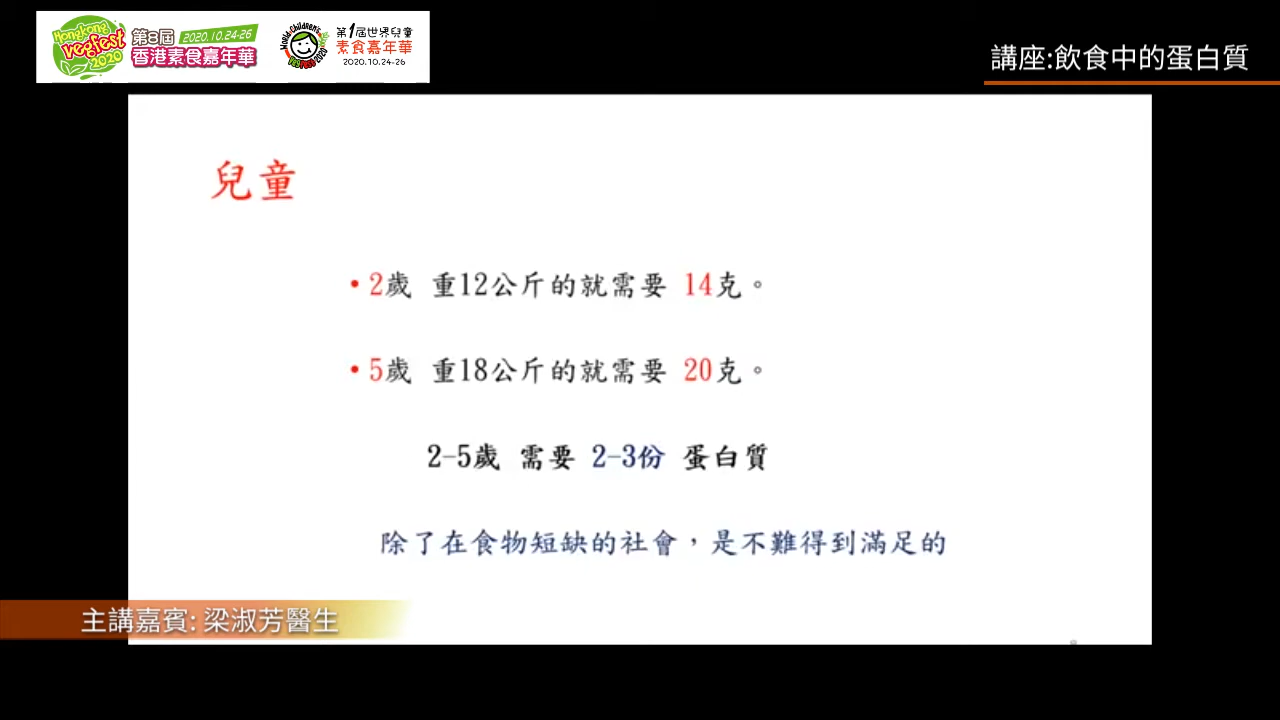 Hongkong
VegFest
2020
第8屆 2020.10.24-26
香港素食嘉年華
World Children's
第1屆世界兒童
素食嘉年華
2020.10.24-26
講座:飲食中的蛋白質
兒童
•2歲 重12公斤的就需要 14克。
•5歲 重18公斤的就需要 20克。
2-5歲 需要 2-3份 蛋白質
除了在食物短缺的社會,是不難得到滿足的
主講嘉賓: 梁淑芳醫生